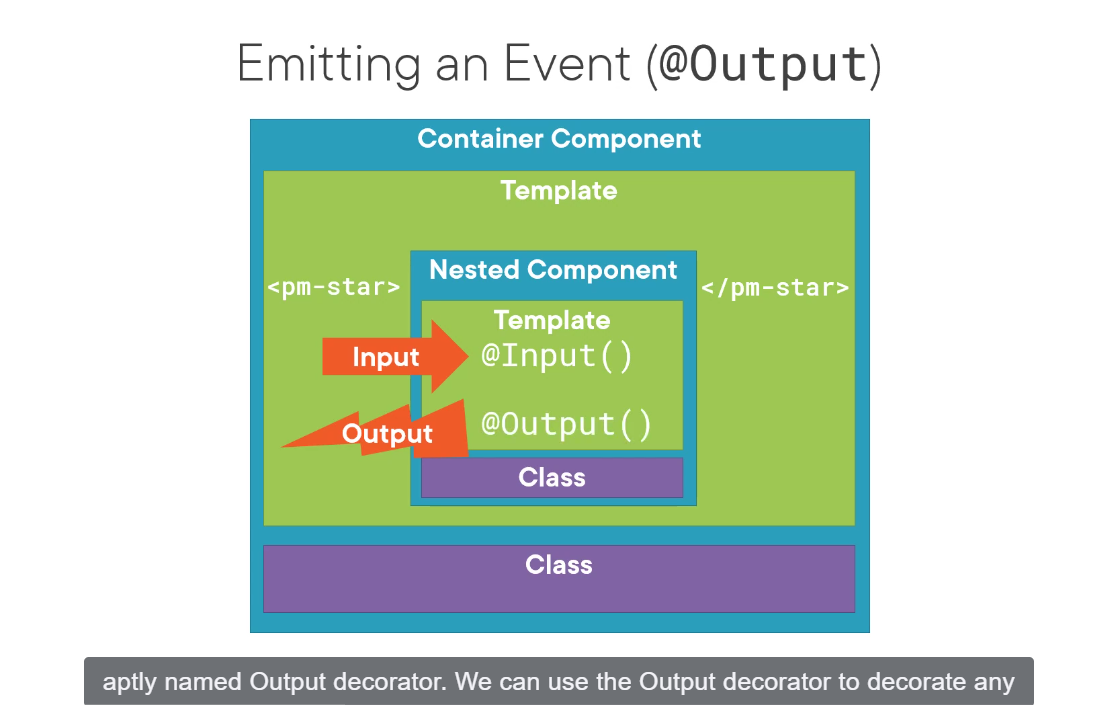 Emitting an Event (@Output)
Container Component
Template
Nested Component
<pm-star>
</pm-star>
Template
Input
@Input()
Output
@Output()
Class
Class
aptly named Output decorator. We can use the Output decorator to decorate any